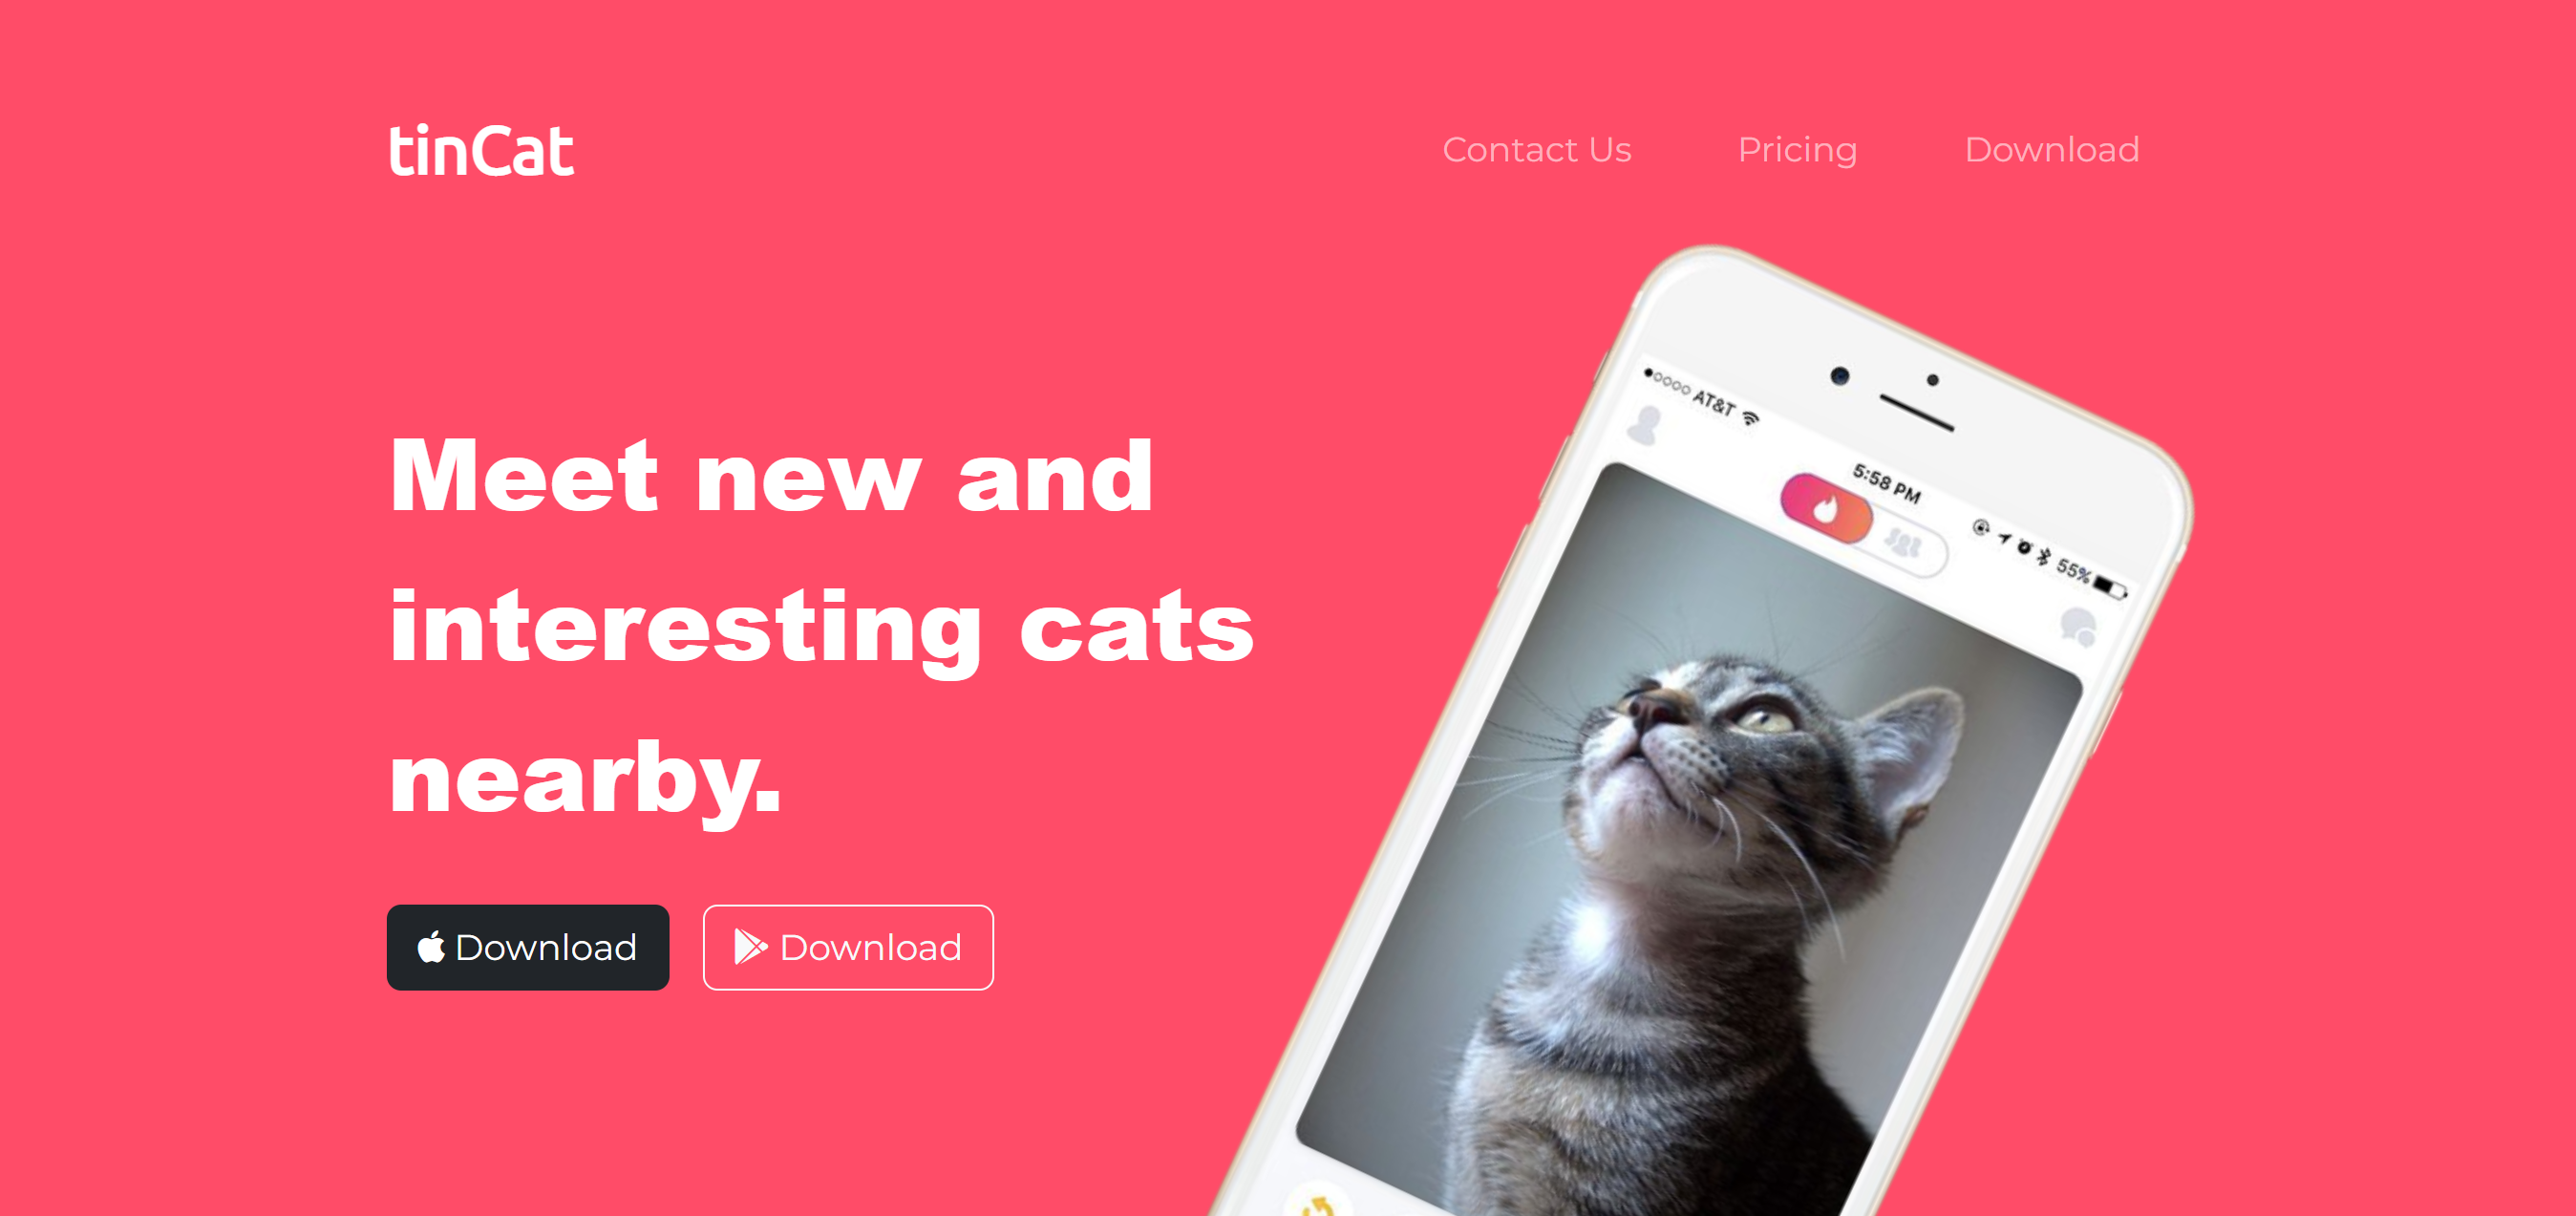 tinCat
Contact Us
Pricing
Download
Meet new and
interesting cats
nearby.
Download
Download
AT&T
5:58 PM
55%